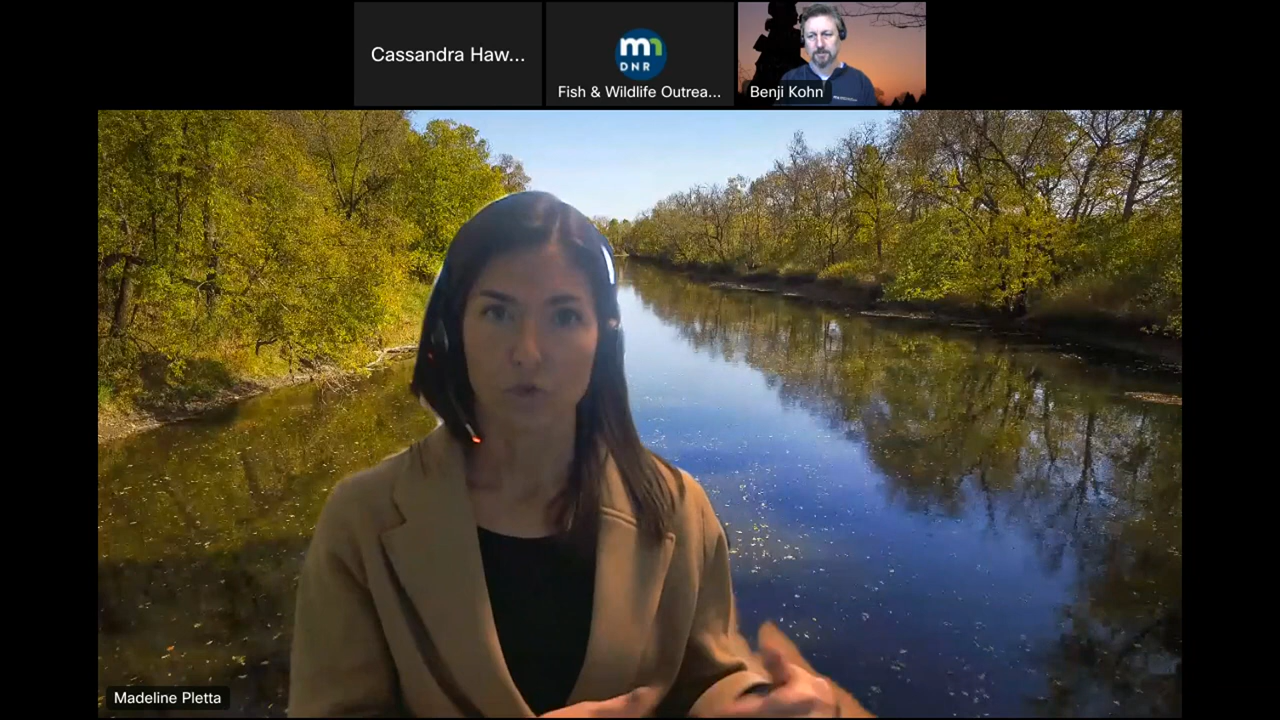 Cassandra Haw...
mn
DNR
Fish & Wildlife Outrea...
Benji Kohn
Madeline Pletta